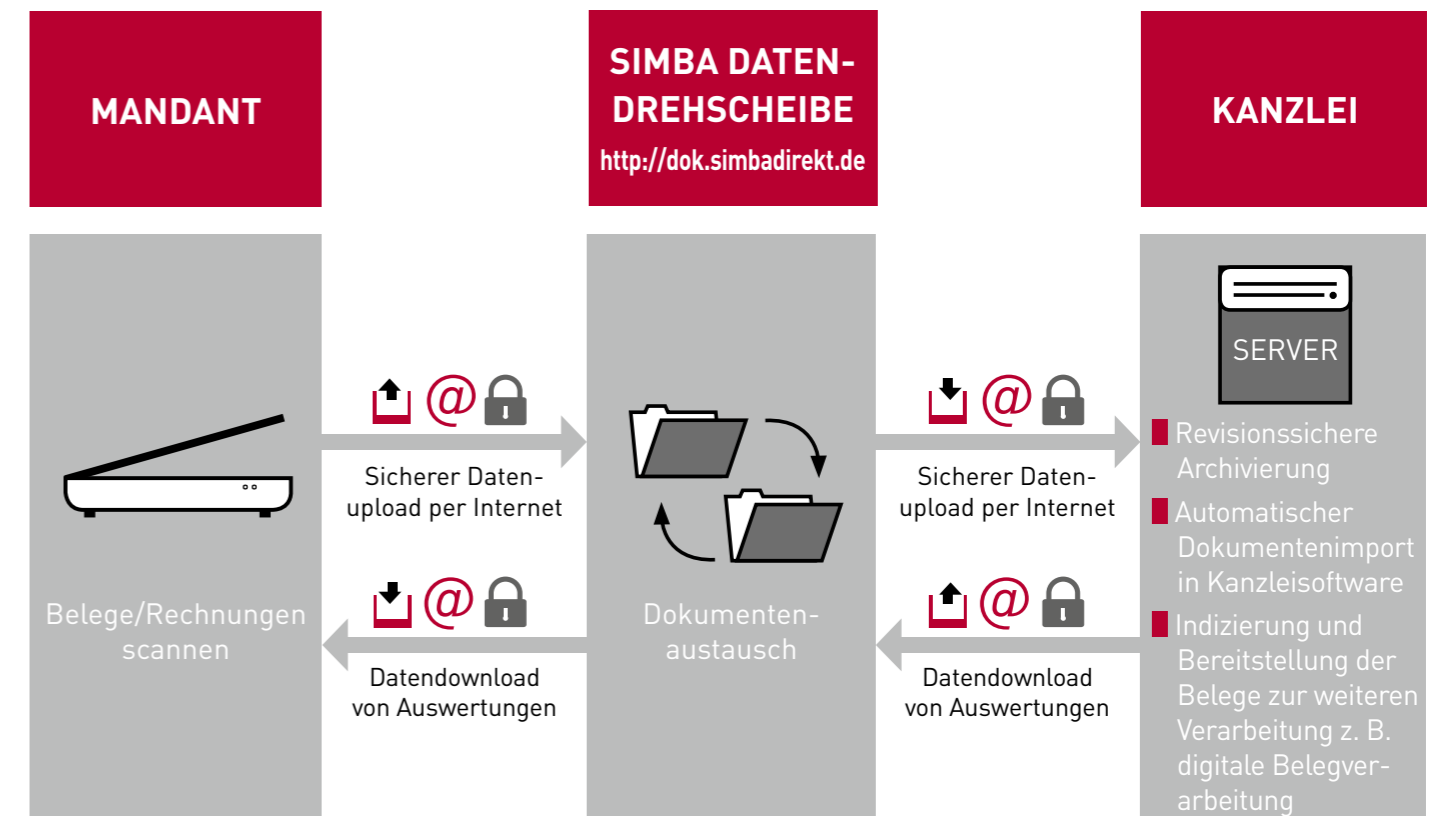 MANDANT
SIMBA DATEN-
DREHSCHEIBE
http://dok.simbadirekt.de
KANZLEI
Belege/Rechnungen
scannen
@
Sicherer Daten-
upload per Internet
@
Datendownload
von Auswertungen
Dokumenten-
austausch
@
Sicherer Daten-
upload per Internet
@
Datendownload
von Auswertungen
SERVER
Revisionssichere
Archivierung
Automatischer
Dokumentenimport
in Kanzleisoftware
Indizierung und
Bereitstellung der
Belege zur weiteren
Verarbeitung z. B.
digitale Belegver-
arbeitung